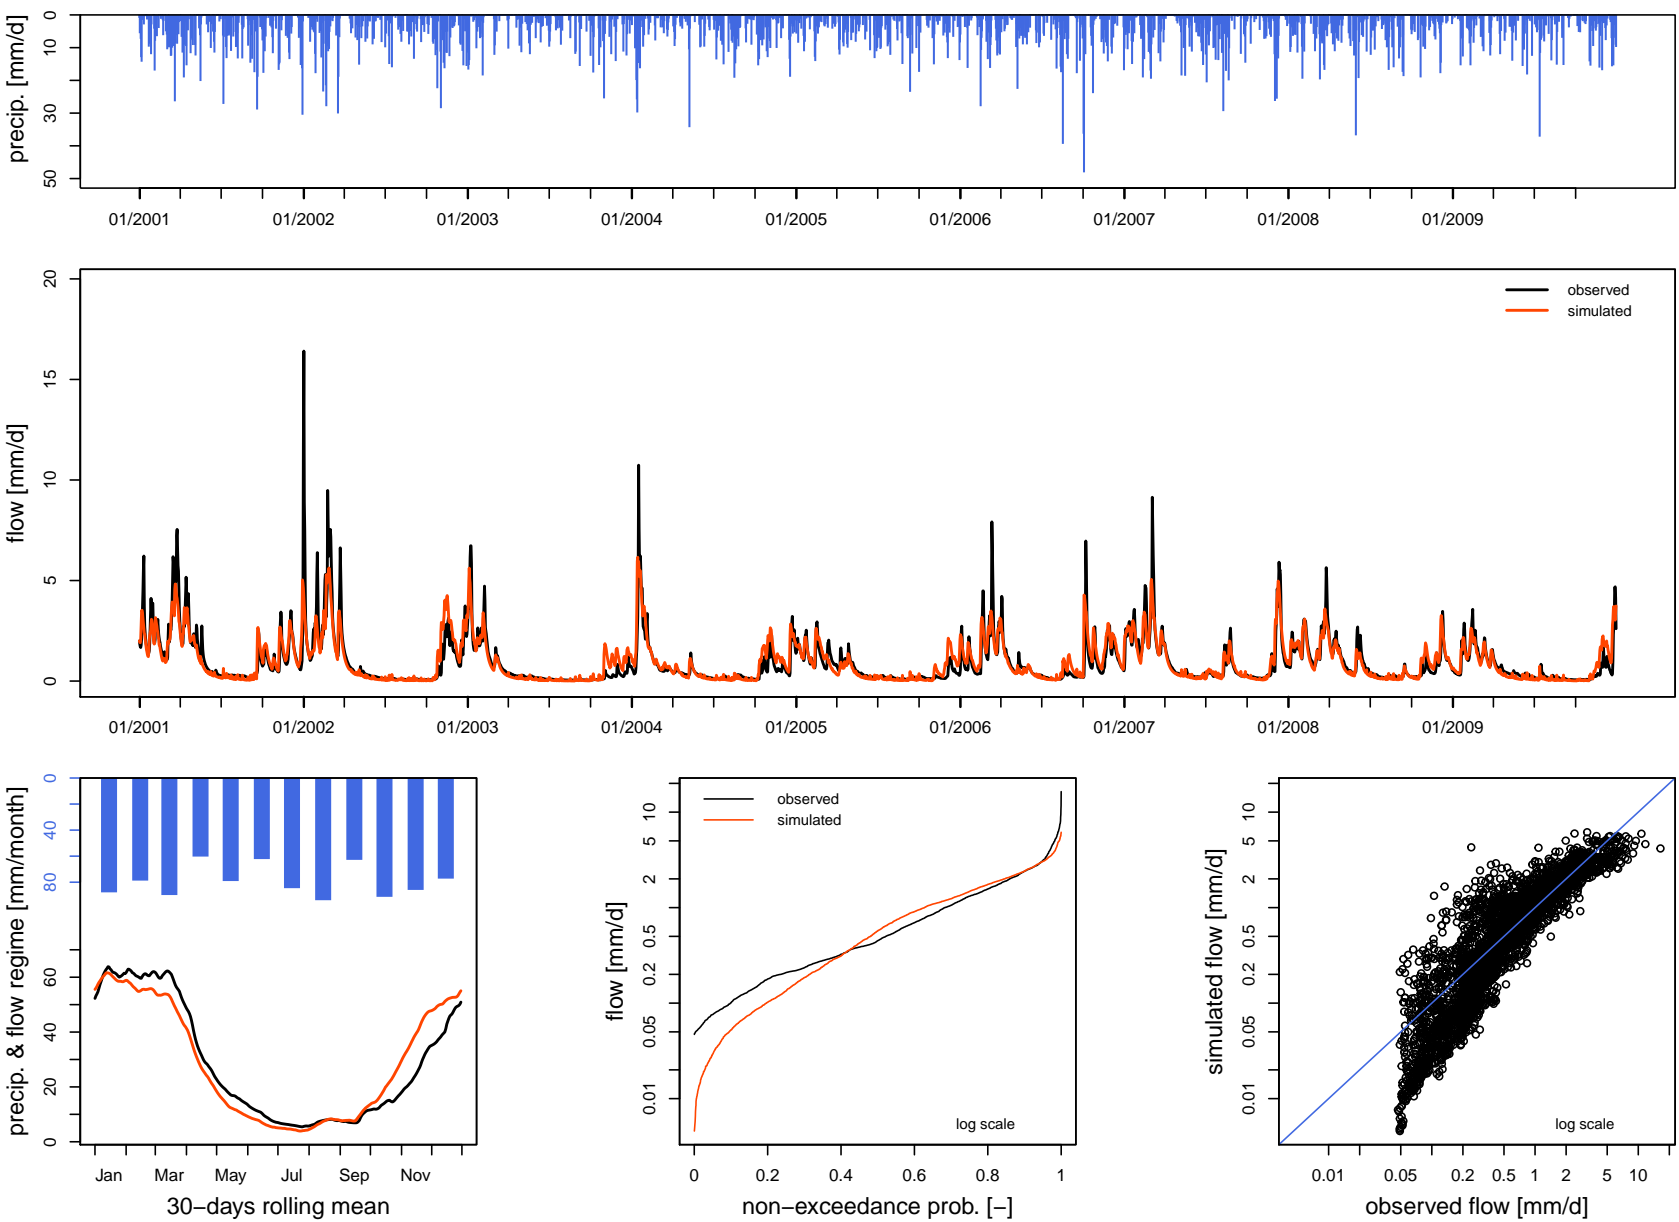 precip. [mm/d]
0
10
30
50
01/2001 01/2002 01/2003 01/2004 01/2005 01/2006 01/2007 01/2008 01/2009
flow [mm/d]
20
15
10
5
0
observed
simulated
01/2001 01/2002 01/2003 01/2004 01/2005 01/2006 01/2007 01/2008 01/2009
precip. & flow regime [mm/month]
0
40
80
60
40
20
0
Jan Mar May Jul Sep Nov
30−days rolling mean
flow [mm/d]
10
5
2
0.5
0.2
0.05
0.01
observed
simulated
log scale
0 0.2 0.4 0.6 0.8 1
non−exceedance prob. [−]
simulated flow [mm/d]
10
5
2
0.5
0.2
0.05
0.01
log scale
0.01 0.05 0.2 0.5 1 2 5 10
observed flow [mm/d]